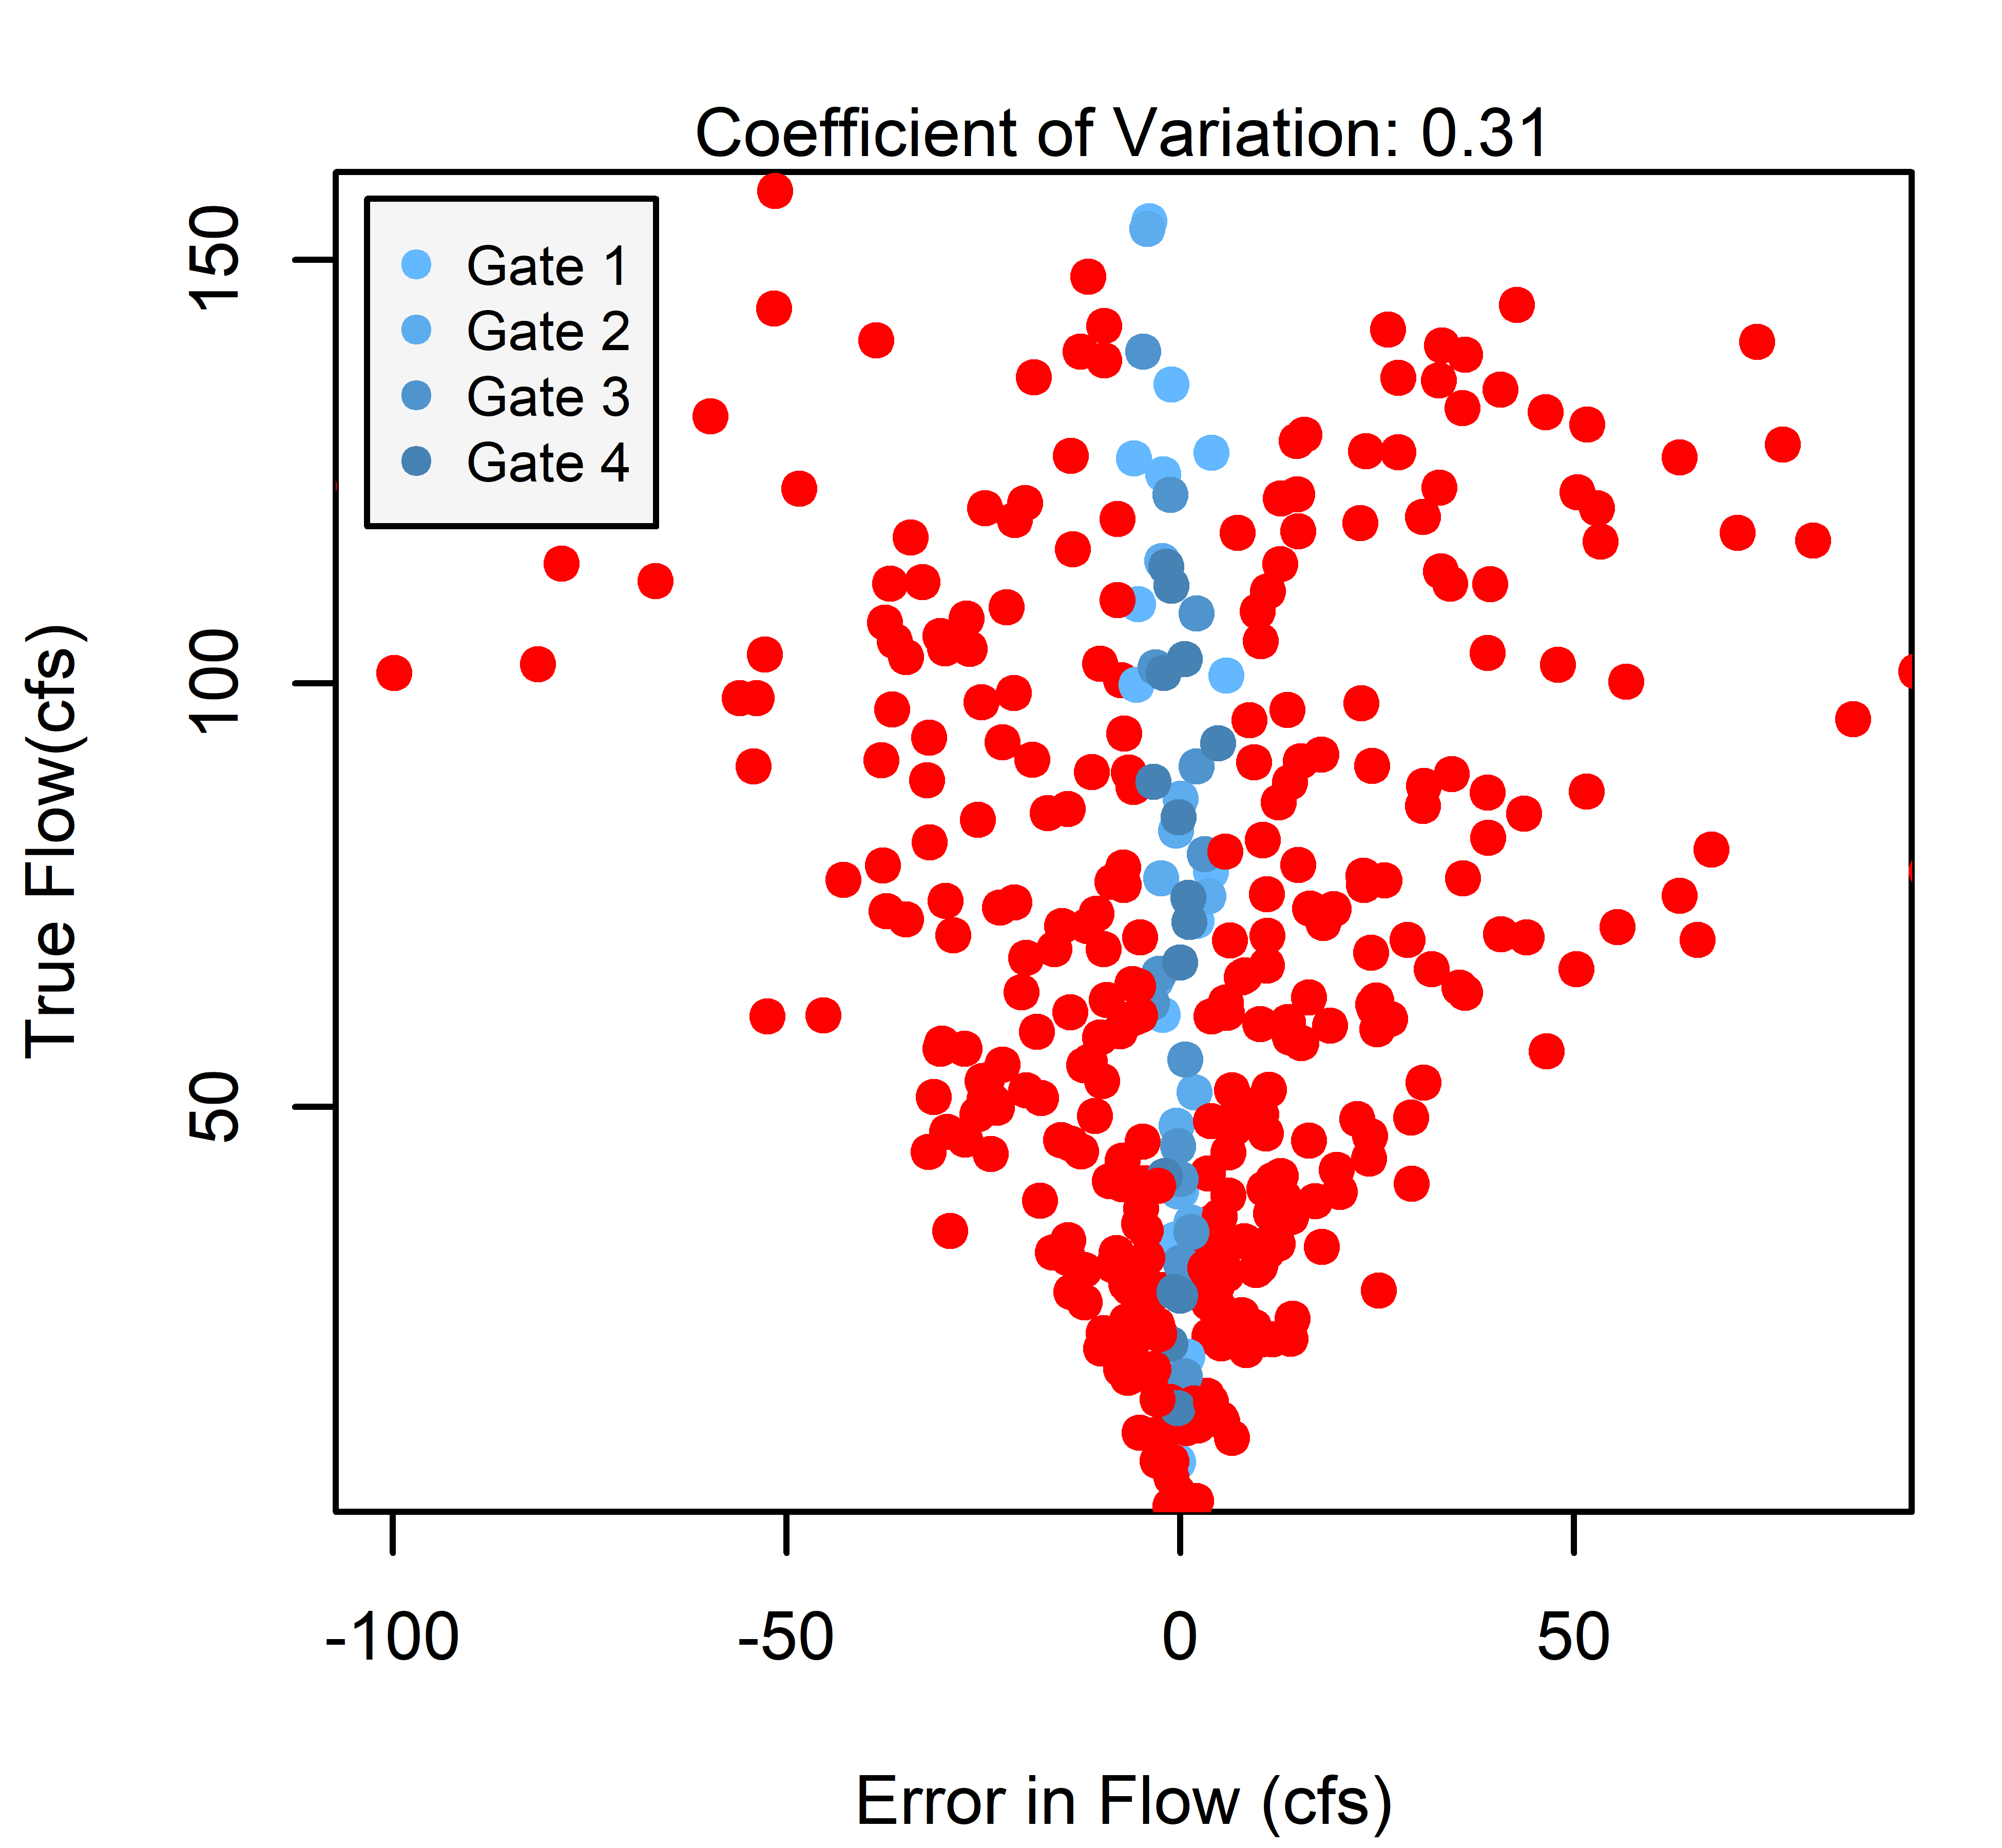 Coefficient of Variation: 0.31
Gate 1
Gate 2
Gate 3
Gate 4
True Flow(cfs)
150
100
50
-100 -50 0 50
Error in Flow (cfs)